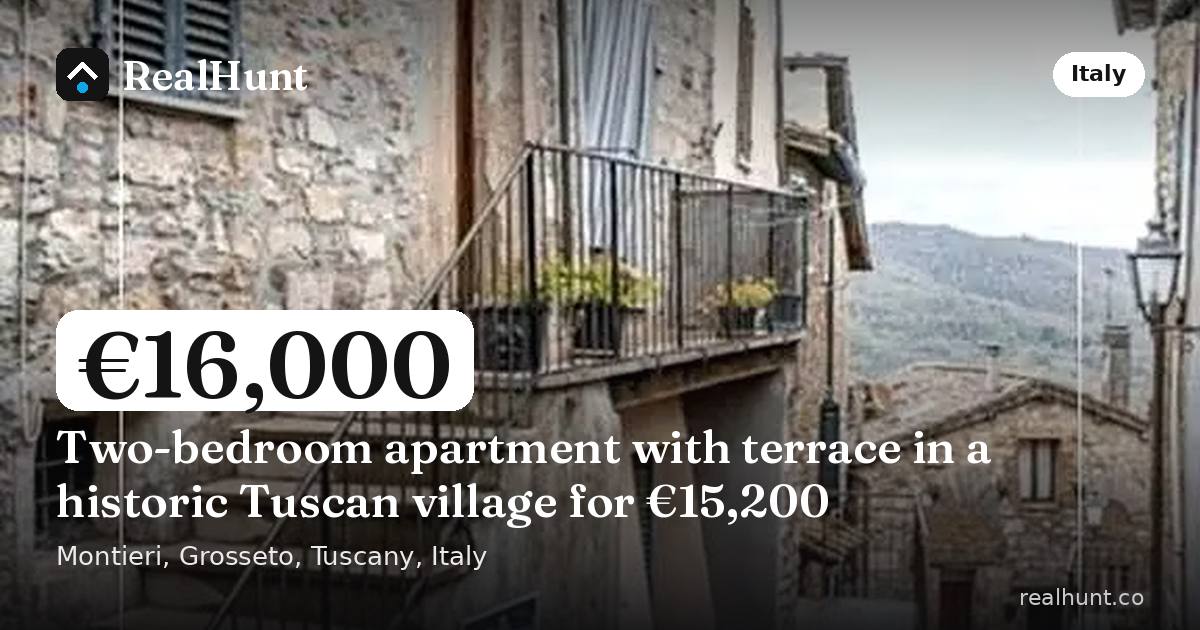 RealHunt
Italy
€16,000
Two-bedroom apartment with terrace in a
historic Tuscan village for €15,200
Montieri, Grosseto, Tuscany, Italy
realhunt.co